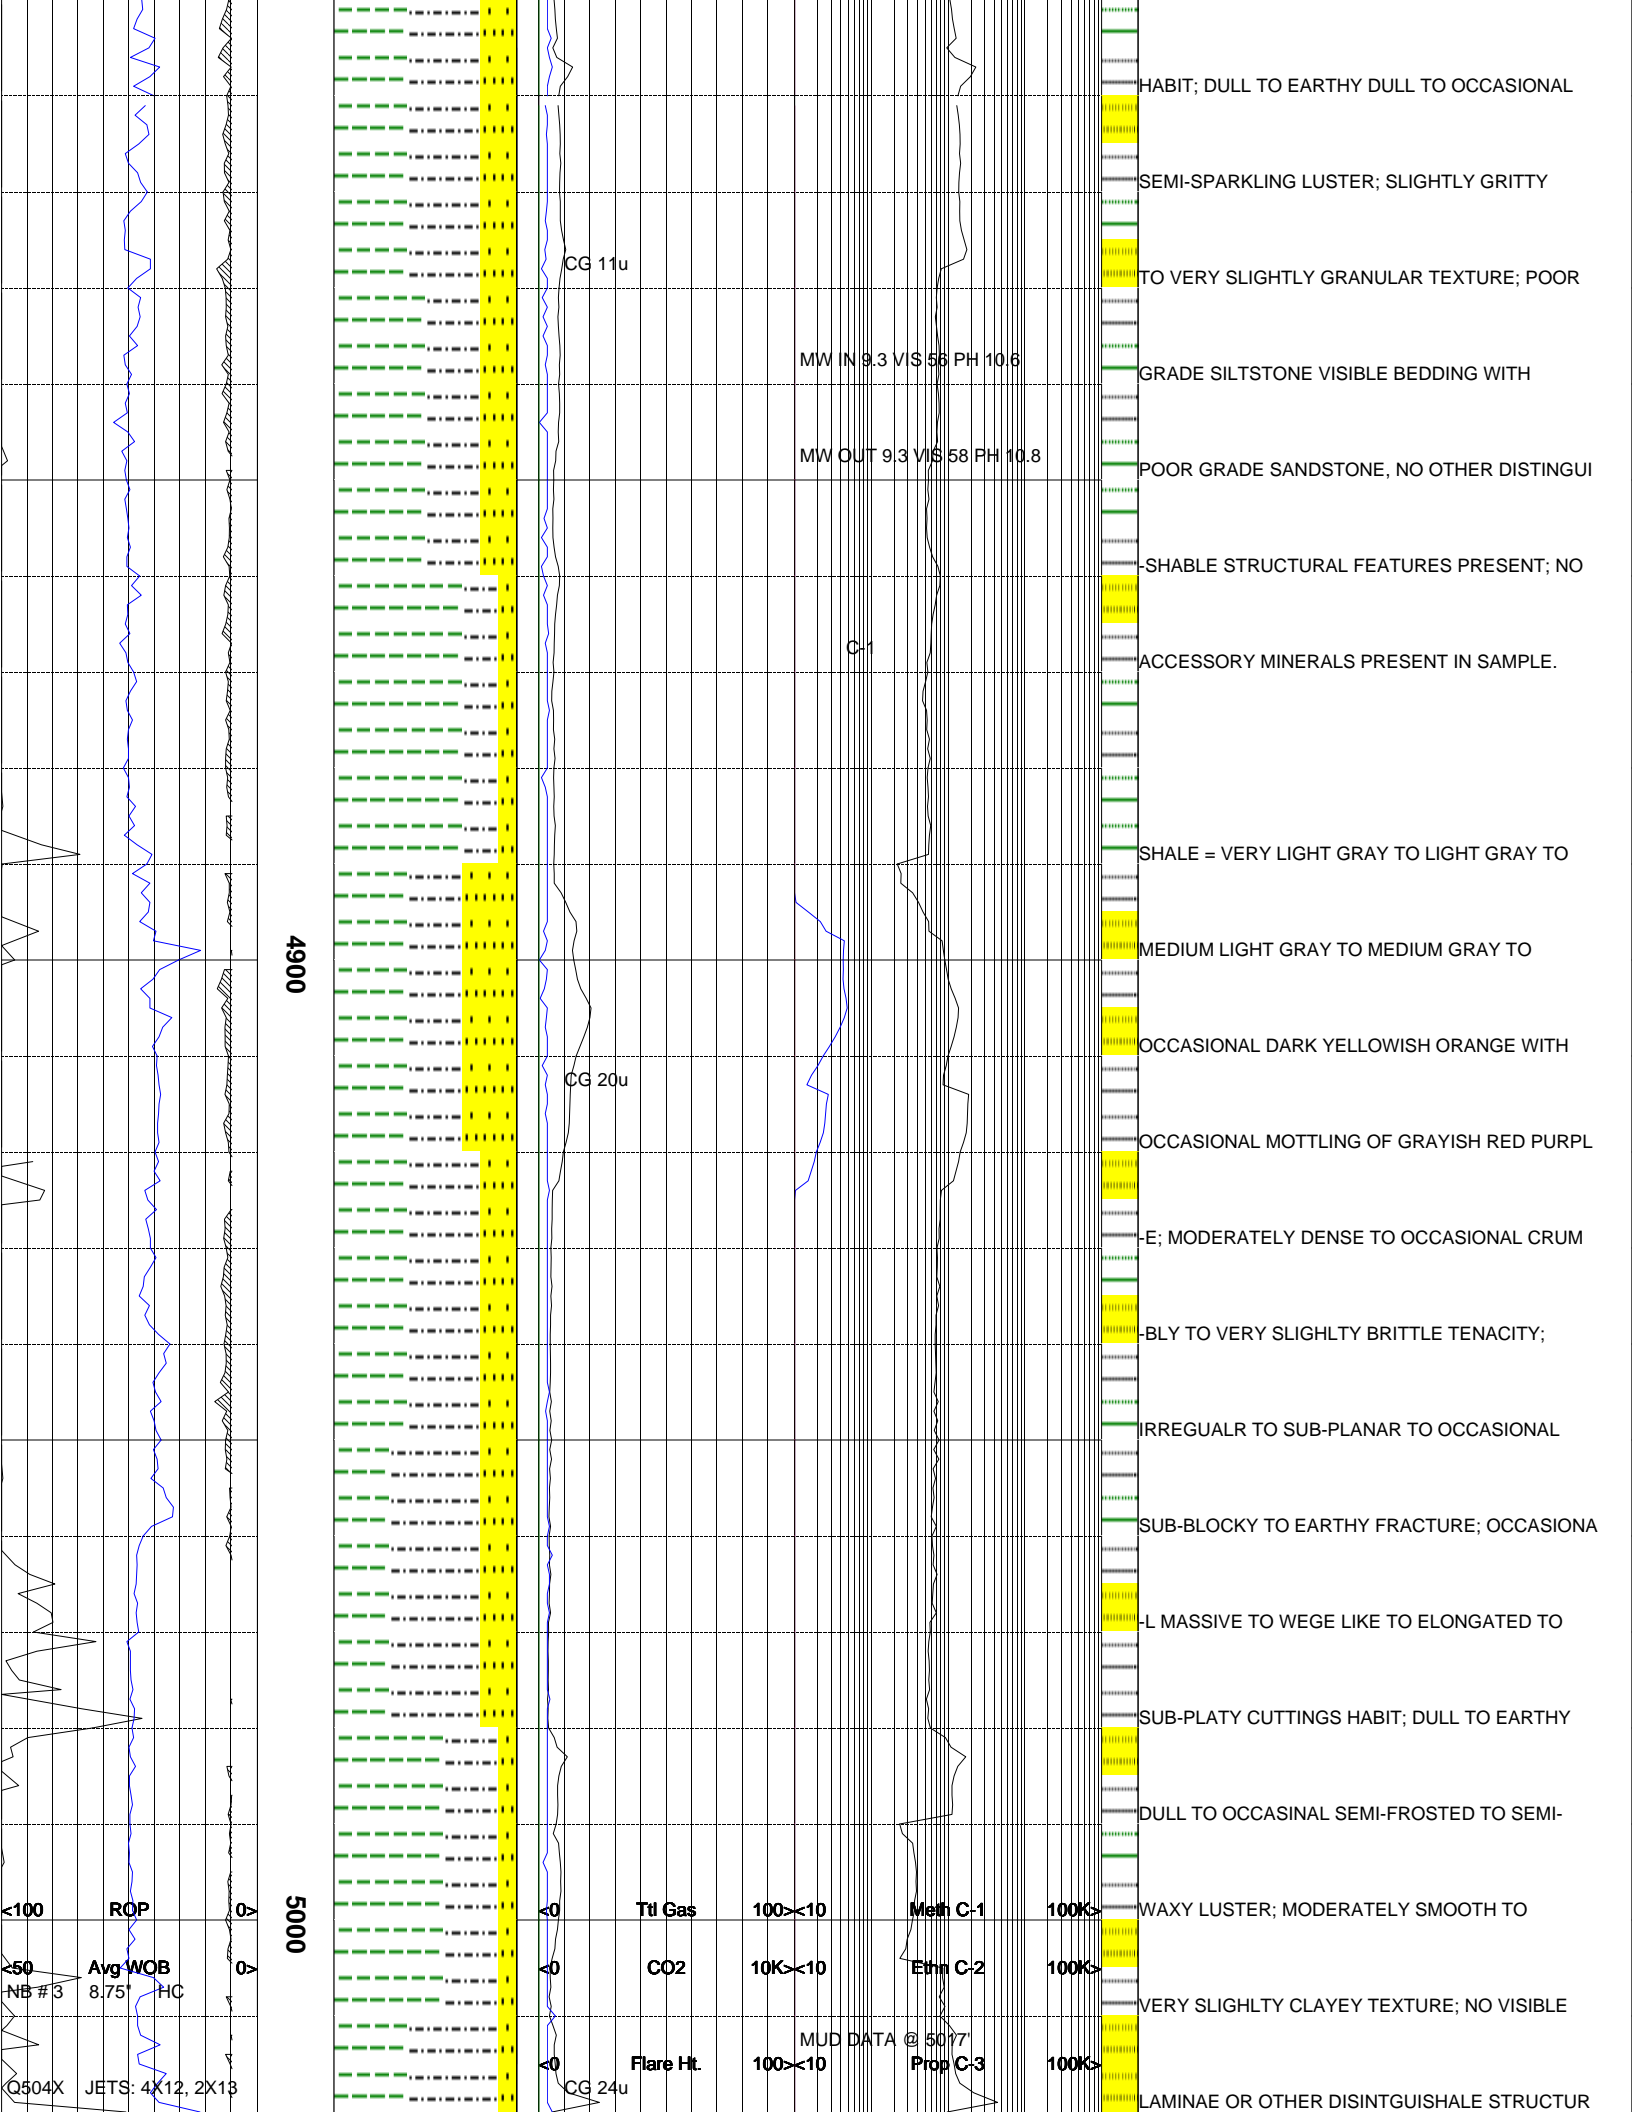 HABIT; DULL TO EARTHY DULL TO OCCASIONAL
SEMI-SPARKLING LUSTER; SLIGHTLY GRITTY
CG 11u
TO VERY SLIGHTLY GRANULAR TEXTURE; POOR
MW IN 9.3 VIS 56 PH 10.6
GRADE SILTSTONE VISIBLE BEDDING WITH
MW OUT 9.3 VIS 58 PH 10.8
POOR GRADE SANDSTONE, NO OTHER DISTINGUI
-SHABLE STRUCTURAL FEATURES PRESENT; NO
C-1
ACCESSORY MINERALS PRESENT IN SAMPLE.
SHALE = VERY LIGHT GRAY TO LIGHT GRAY TO
4900
MEDIUM LIGHT GRAY TO MEDIUM GRAY TO
OCCASIONAL DARK YELLOWISH ORANGE WITH
CG 20u
OCCASIONAL MOTTLING OF GRAYISH RED PURPL
-E; MODERATELY DENSE TO OCCASIONAL CRUM
-BLY TO VERY SLIGHLTY BRITTLE TENACITY;
IRREGUALR TO SUB-PLANAR TO OCCASIONAL
SUB-BLOCKY TO EARTHY FRACTURE; OCCASIONA
-L MASSIVE TO WEGE LIKE TO ELONGATED TO
SUB-PLATY CUTTINGS HABIT; DULL TO EARTHY
DULL TO OCCASINAL SEMI-FROSTED TO SEMI-
5000
<100 ROP 0> <0 Ttl Gas 100><10 Meth C-1 100K>
WAXY LUSTER; MODERATELY SMOOTH TO
<50 Avg WOB 0> <0 CO2 10K><10 Ethn C-2 100K>
NB # 3 8.75" HC
VERY SLIGHLTY CLAYEY TEXTURE; NO VISIBLE
MUD DATA @ 5017'
<0 Flare Ht. 100><10 Prop C-3 100K>
Q504X JETS: 4X12, 2X13
CG 24u
LAMINAE OR OTHER DISINTGUISHALE STRUCTUR